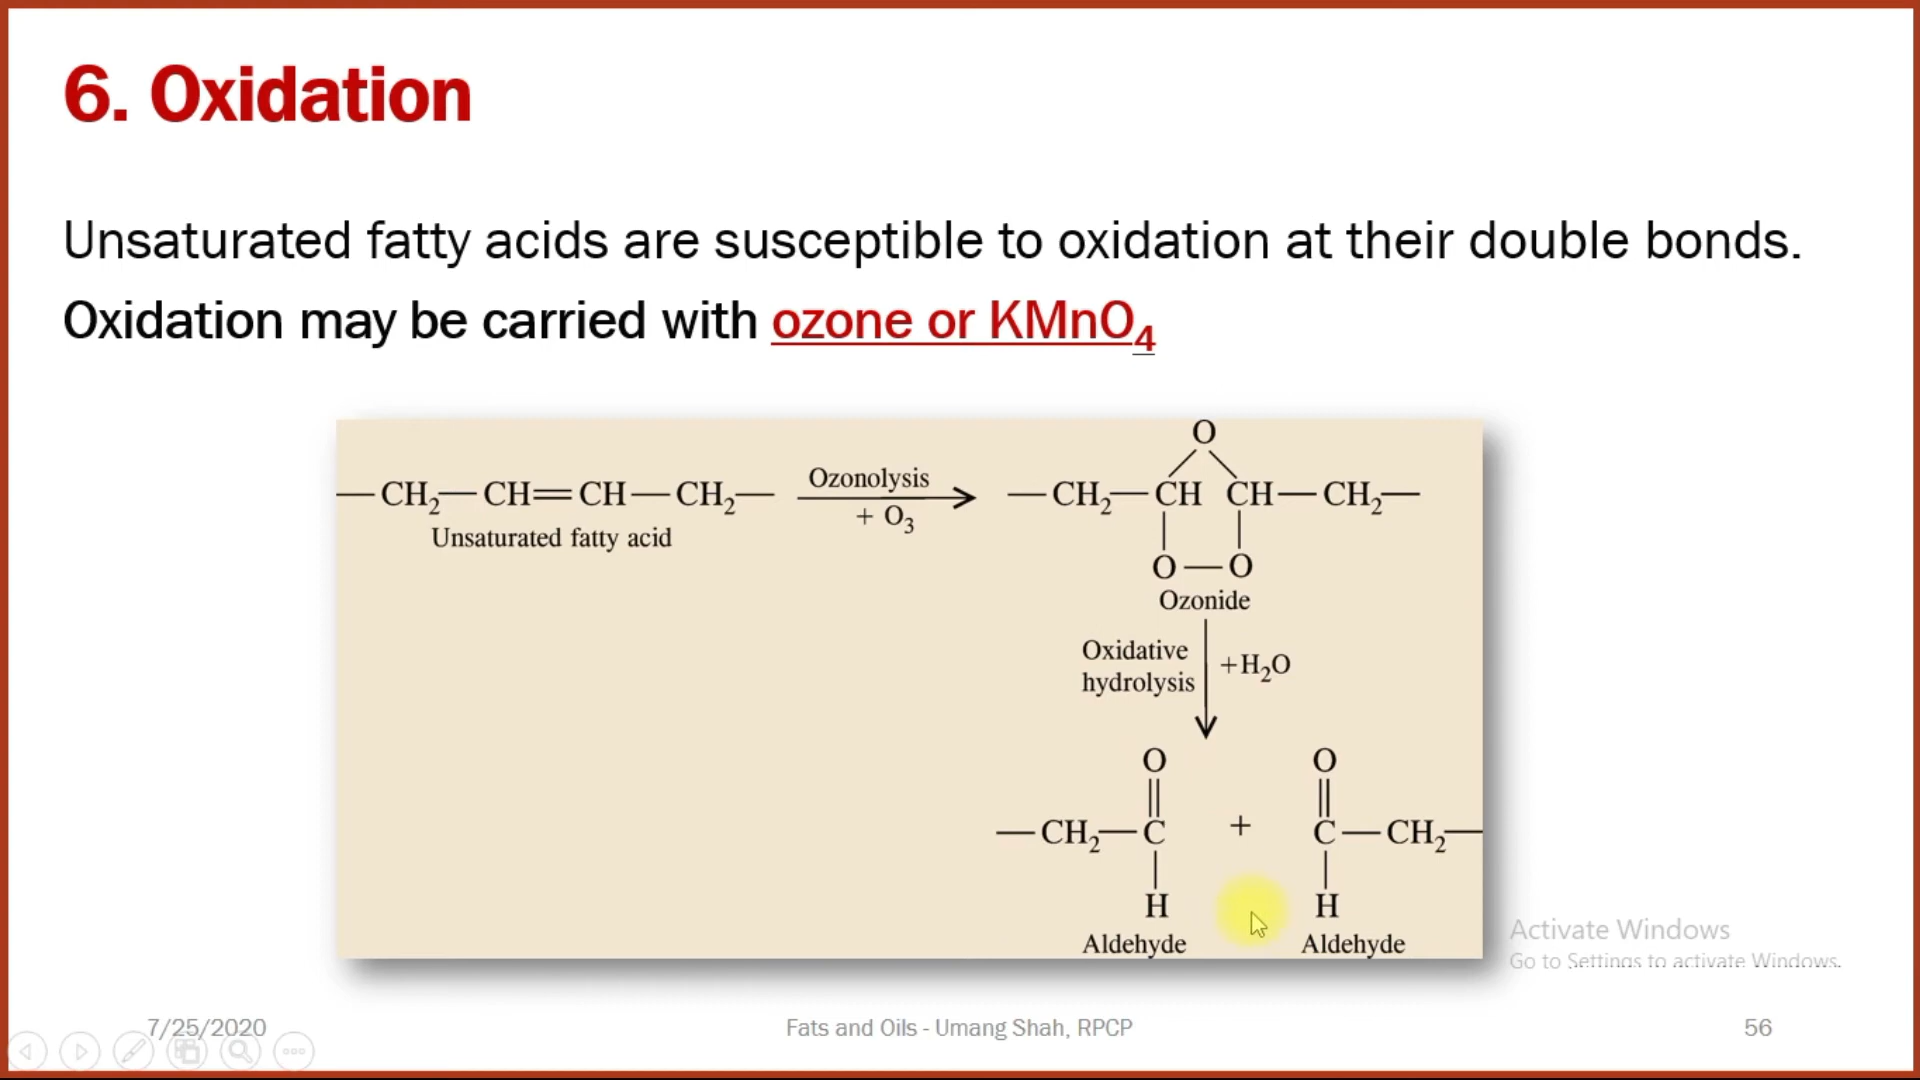 6. Oxidation
Unsaturated fatty acids are susceptible to oxidation at their double bonds.
Oxidation may be carried with ozone or KMnO₄
—CH₂—CH=CH—CH₂—
Unsaturated fatty acid
Ozonolysis
+ O₃
O
—CH₂—CH CH—CH₂—
O—O
Ozonide
Oxidative
hydrolysis
+H₂O
O O
—CH₂—C + C—CH₂—
H H
Aldehyde Aldehyde
Activate Windows
Go to Settings to activate Windows.
7/25/2020
Fats and Oils - Umang Shah, RPCP
56